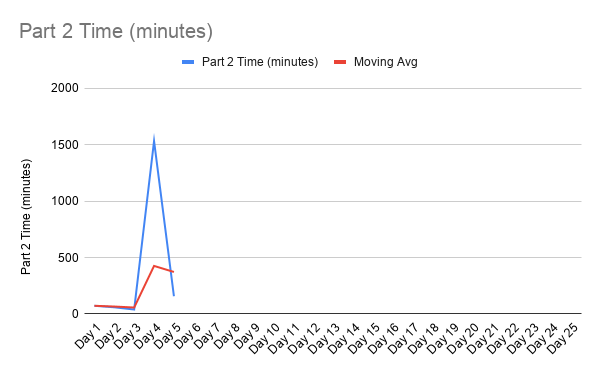 Part 2 Time (minutes)
Part 2 Time (minutes) Moving Avg
Part 2 Time (minutes)
2000
1500
1000
500
0
Day 1
Day 2
Day 3
Day 4
Day 5
Day 6
Day 7
Day 8
Day 9
Day 10
Day 11
Day 12
Day 13
Day 14
Day 15
Day 16
Day 17
Day 18
Day 19
Day 20
Day 21
Day 22
Day 23
Day 24
Day 25